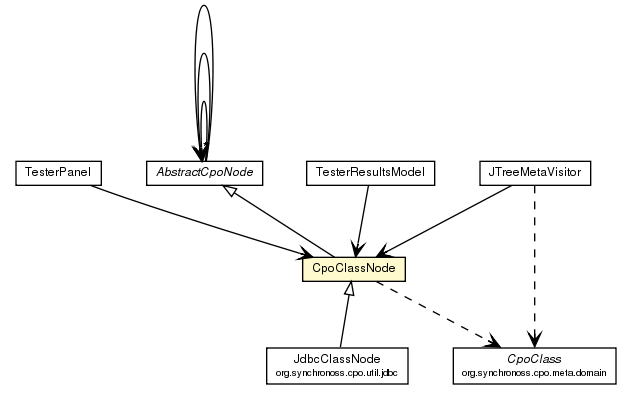 TesterPanel
AbstractCpoNode
TesterResultsModel
JTreeMetaVisitor
CpoClassNode
JdbcClassNode
org.synchronoss.cpo.util.jdbc
CpoClass
org.synchronoss.cpo.meta.domain